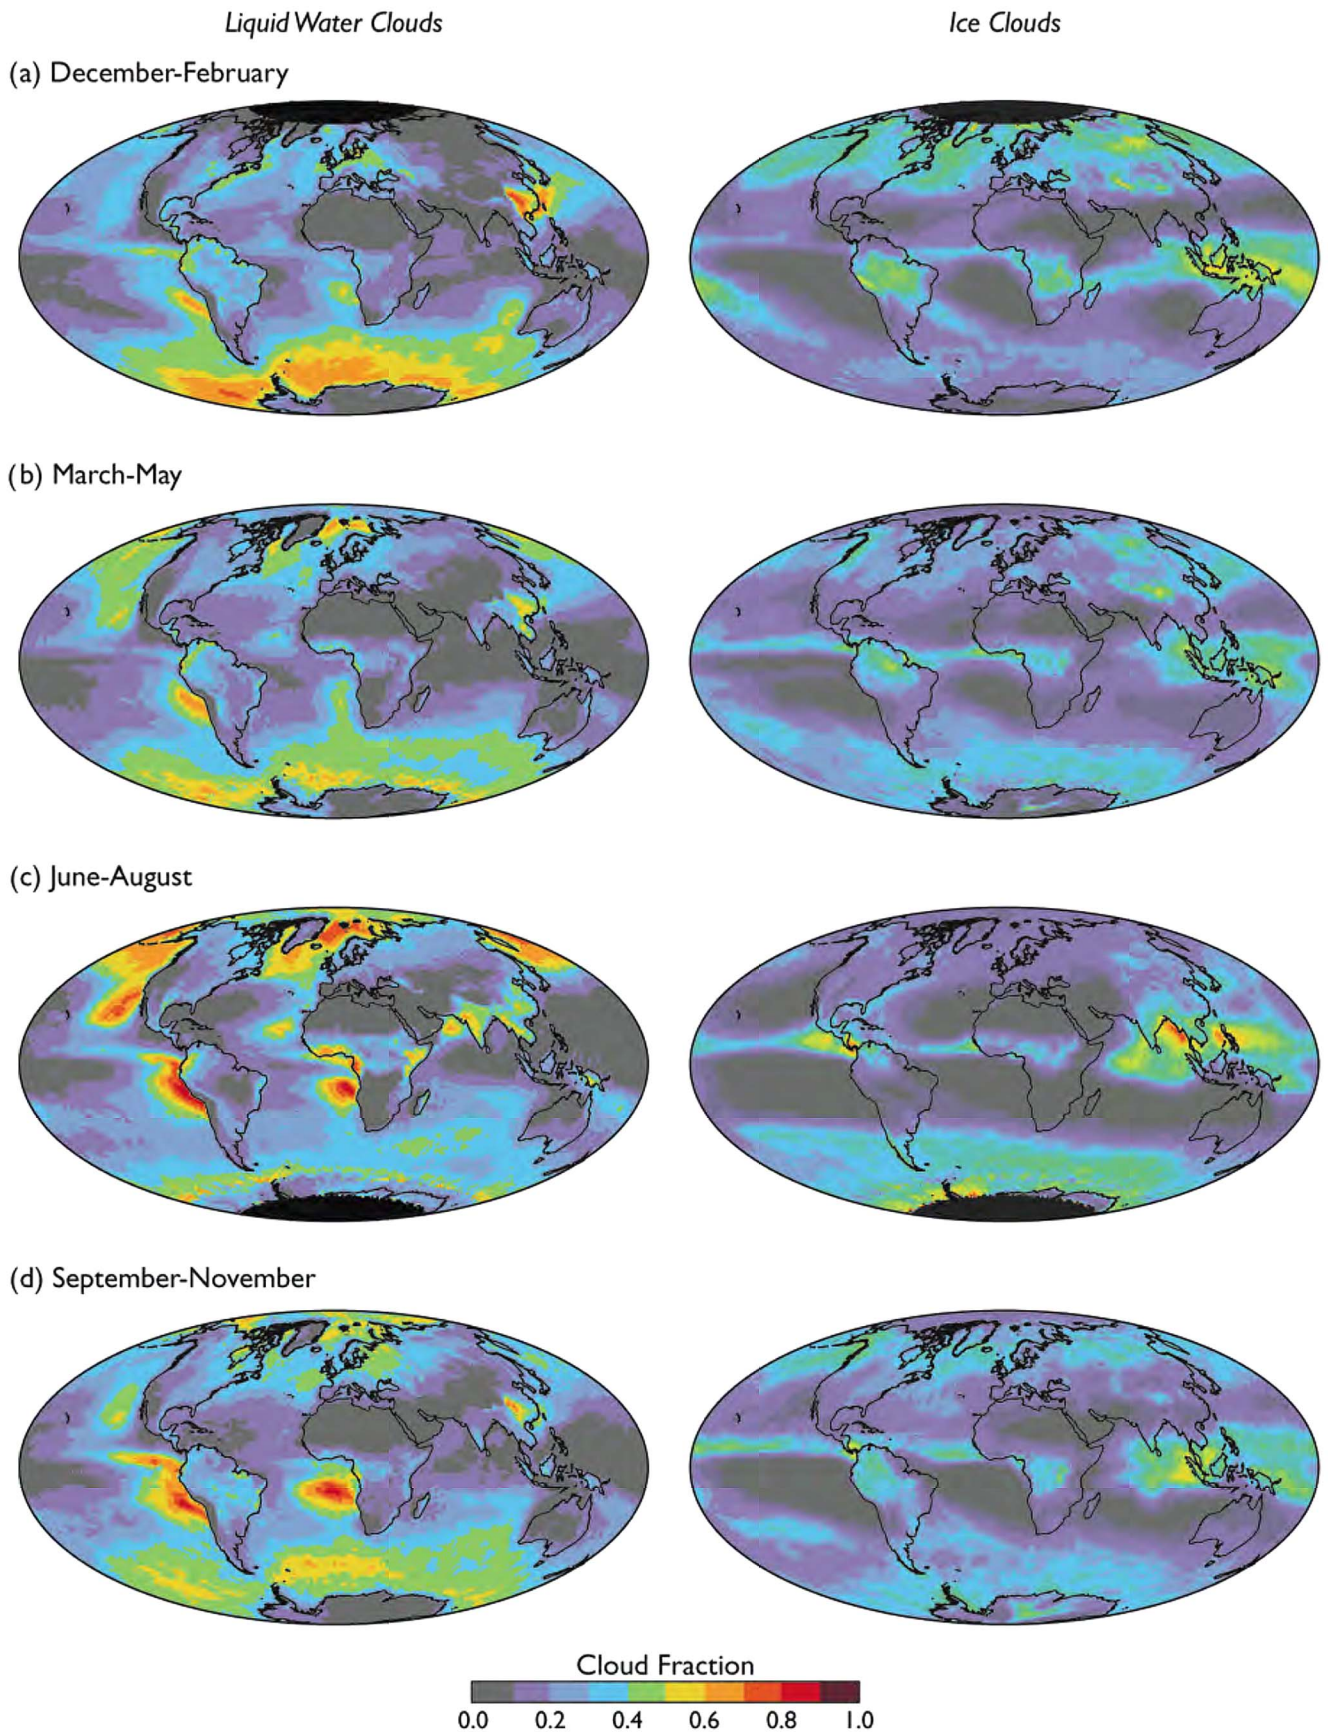 Liquid Water Clouds
Ice Clouds
(a) December-February
(b) March-May
(c) June-August
(d) September-November
Cloud Fraction
0.0 0.2 0.4 0.6 0.8 1.0